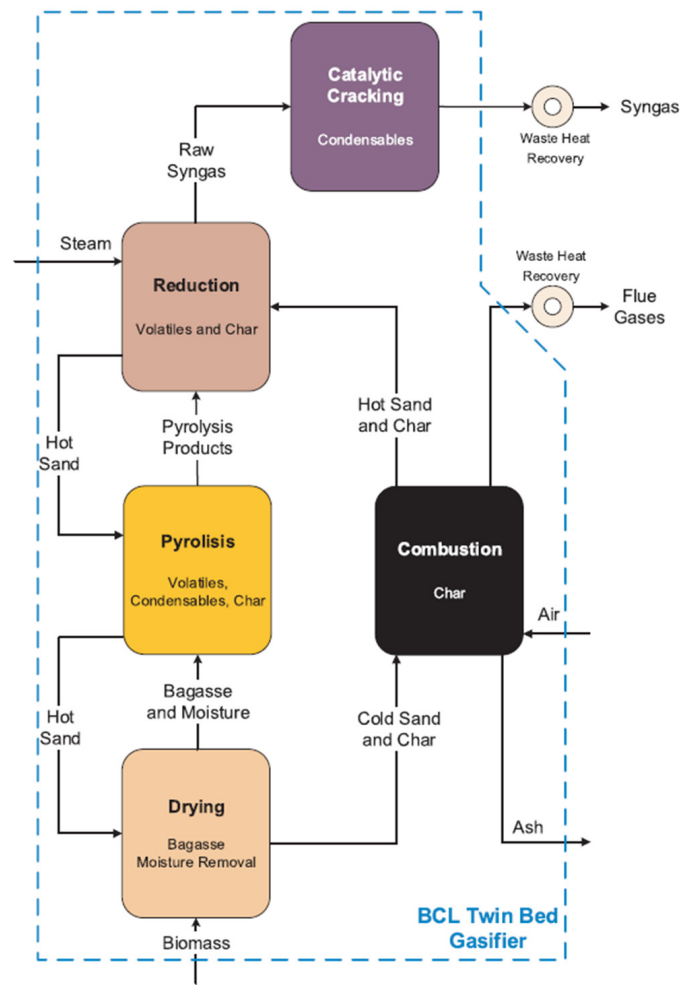 Catalytic
Cracking
Condensables
Syngas
Waste Heat
Recovery
Raw
Syngas
Steam
Reduction
Volatiles and Char
Waste Heat
Recovery
Flue
Gases
Hot Sand
and Char
Pyrolysis
Products
Hot
Sand
Pyrolisis
Volatiles,
Condensables, Char
Combustion
Char
Air
Bagasse
and Moisture
Hot
Sand
Cold Sand
and Char
Drying
Bagasse
Moisture Removal
Ash
BCL Twin Bed
Gasifier
Biomass